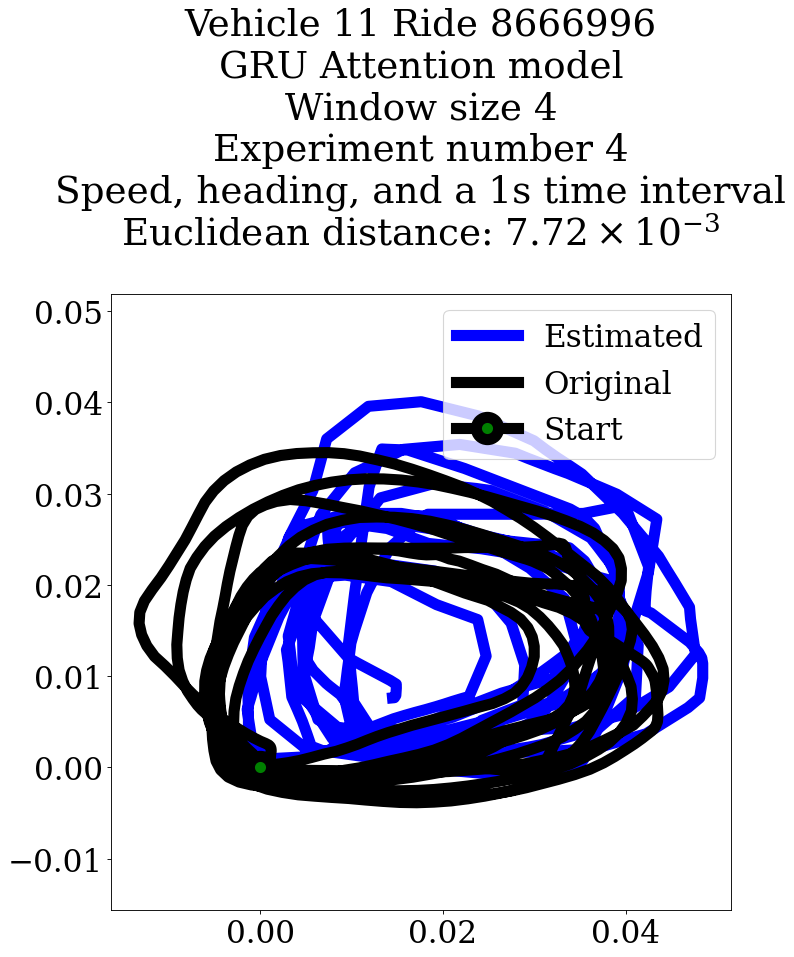 Vehicle 11 Ride 8666996
GRU Attention model
Window size 4
Experiment number 4
Speed, heading, and a 1s time interval
Euclidean distance: 7.72 × 10⁻³
0.05
0.04
0.03
0.02
0.01
0.00
−0.01
Estimated
Original
Start
0.00
0.02
0.04